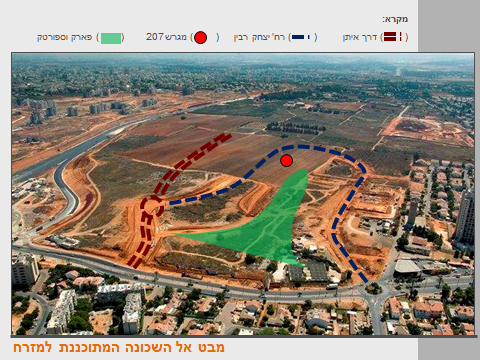 מקרא:
( ) דרך איתן ( ) רח' יצחק רבין ( ) מגרש 207 ( ) פארק וספורטק
מבט אל השכונה המתוכננת למזרח